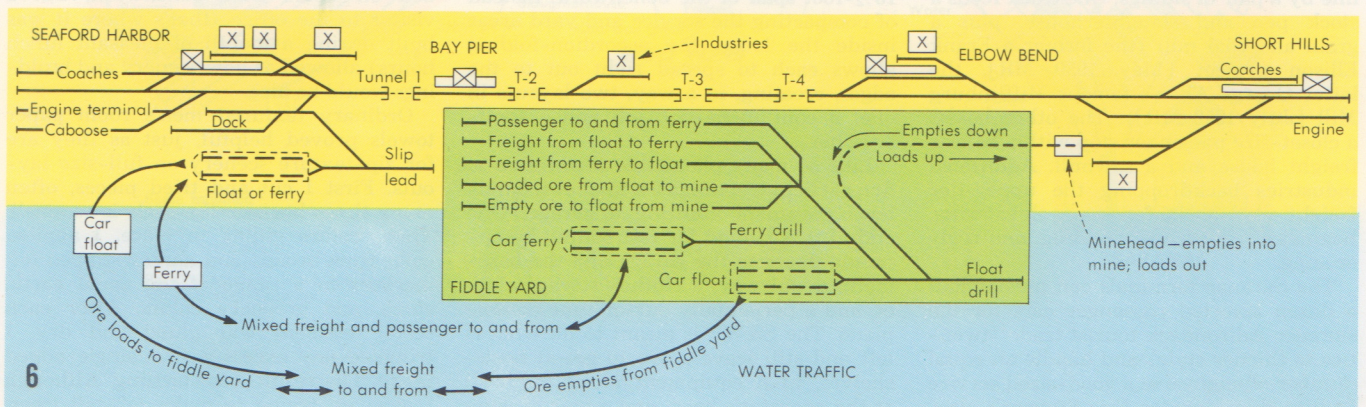 SEAFORD HARBOR
X X
X
BAY PIER
X
Industries
X
ELBOW BEND
SHORT HILLS
Coaches
Coaches
Tunnel 1
T-2
T-3
T-4
Engine terminal
Caboose
Dock
Engine
Slip
lead
Float or ferry
Passenger to and from ferry
Freight from float to ferry
Freight from ferry to float
Loaded ore from float to mine
Empty ore to float from mine
Empties down
Loads up
X
Car
float
Ferry
Car ferry
Ferry drill
Car float
Float
drill
FIDDLE YARD
Minehead—empties into
mine; loads out
Mixed freight and passenger to and from
Ore loads to fiddle yard
Mixed freight
to and from
Ore empties from fiddle yard
WATER TRAFFIC
6